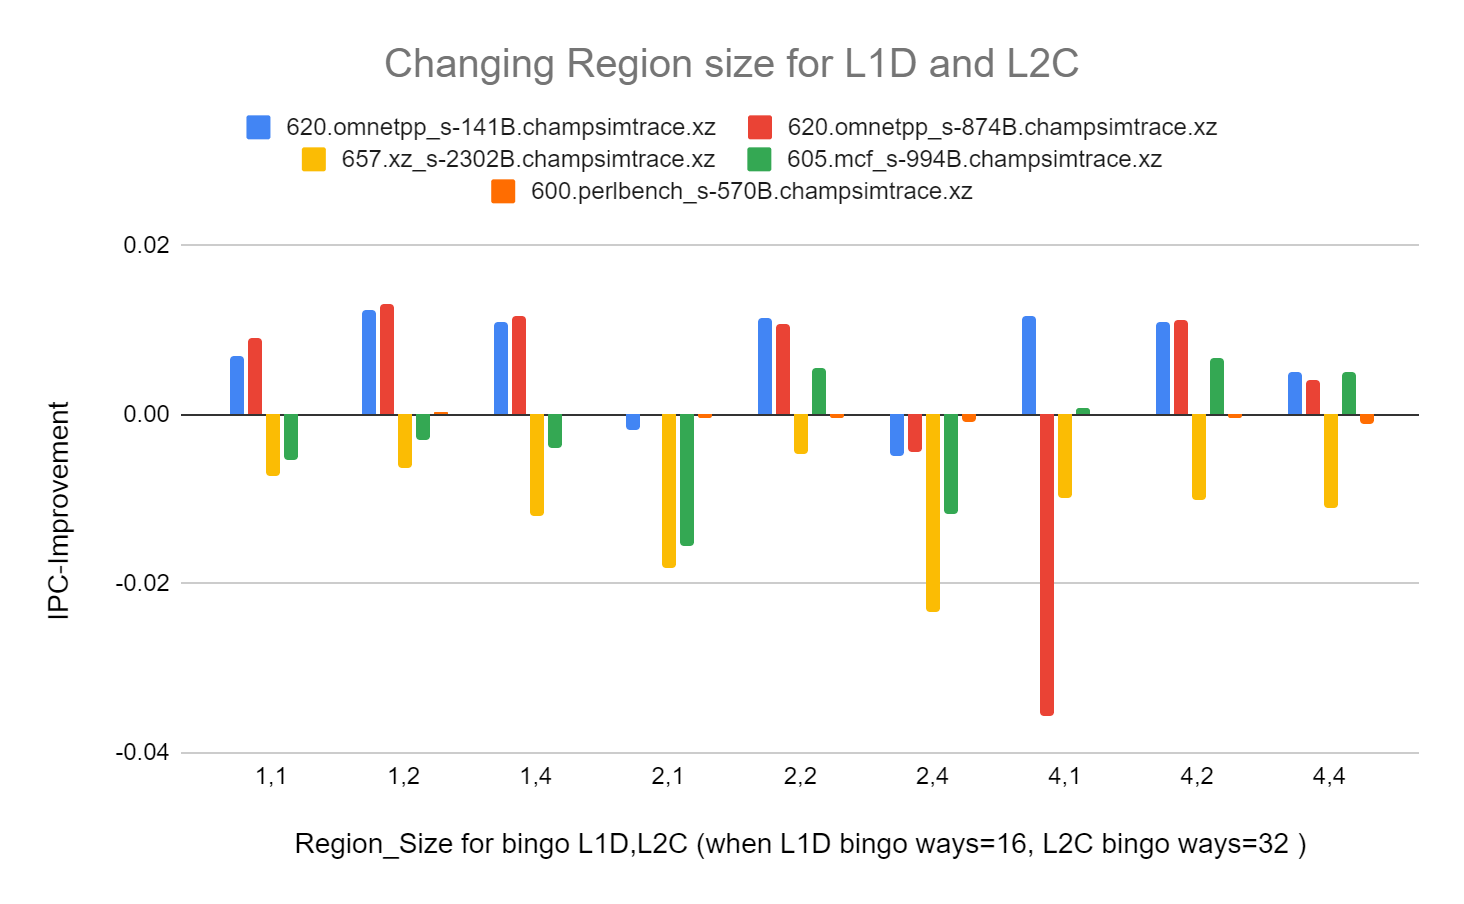 Changing Region size for L1D and L2C
620.omnetpp_s-141B.champsimtrace.xz 620.omnetpp_s-874B.champsimtrace.xz
657.xz_s-2302B.champsimtrace.xz 605.mcf_s-994B.champsimtrace.xz
600.perlbench_s-570B.champsimtrace.xz
IPC-Improvement
0.02
0.00
-0.02
-0.04
1,1 1,2 1,4 2,1 2,2 2,4 4,1 4,2 4,4
Region_Size for bingo L1D,L2C (when L1D bingo ways=16, L2C bingo ways=32 )